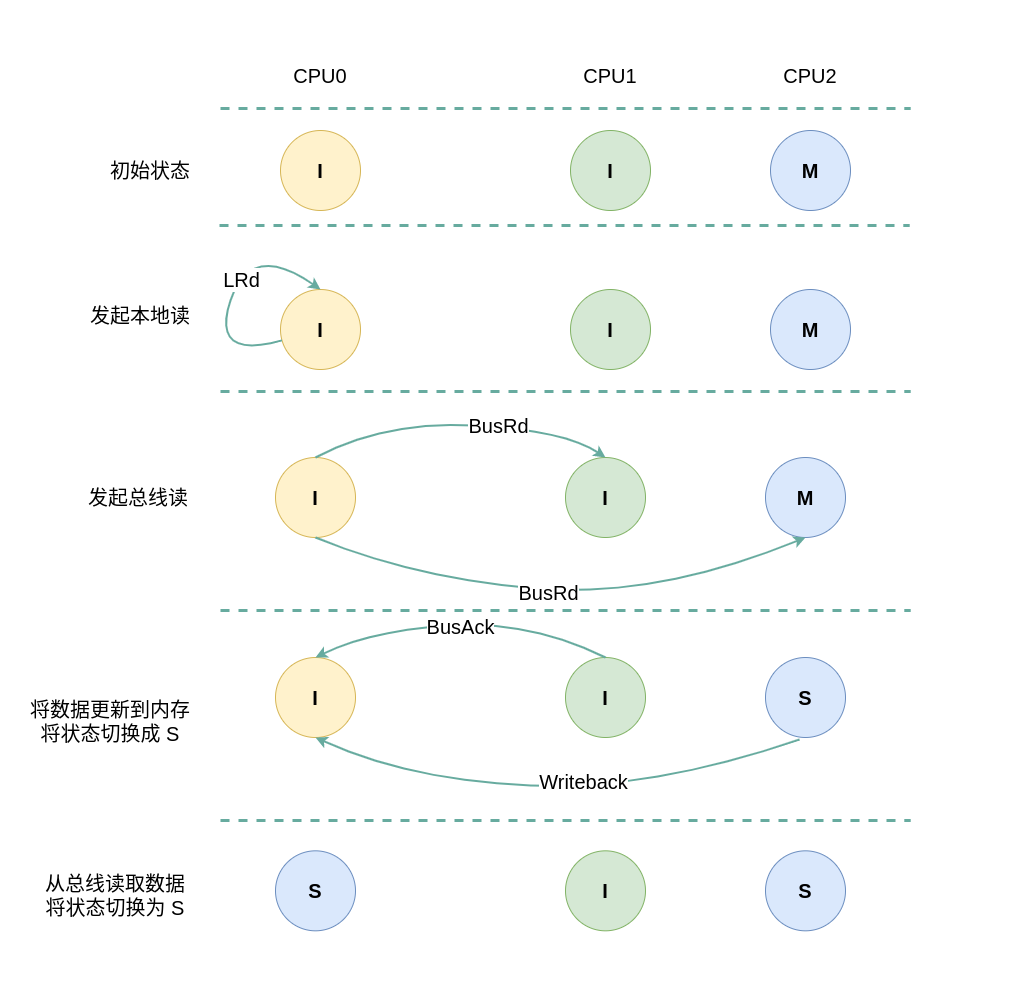 CPU0
CPU1
CPU2
初始状态
I
I
M
LRd
发起本地读
I
I
M
BusRd
发起总线读
I
I
M
BusRd
BusAck
将数据更新到内存
将状态切换成 S
I
I
S
Writeback
从总线读取数据
将状态切换为 S
S
I
S